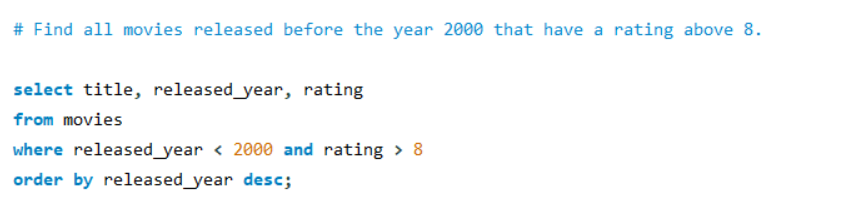 # Find all movies released before the year 2000 that have a rating above 8.
select title, released_year, rating
from movies
where released_year < 2000 and rating > 8
order by released_year desc;